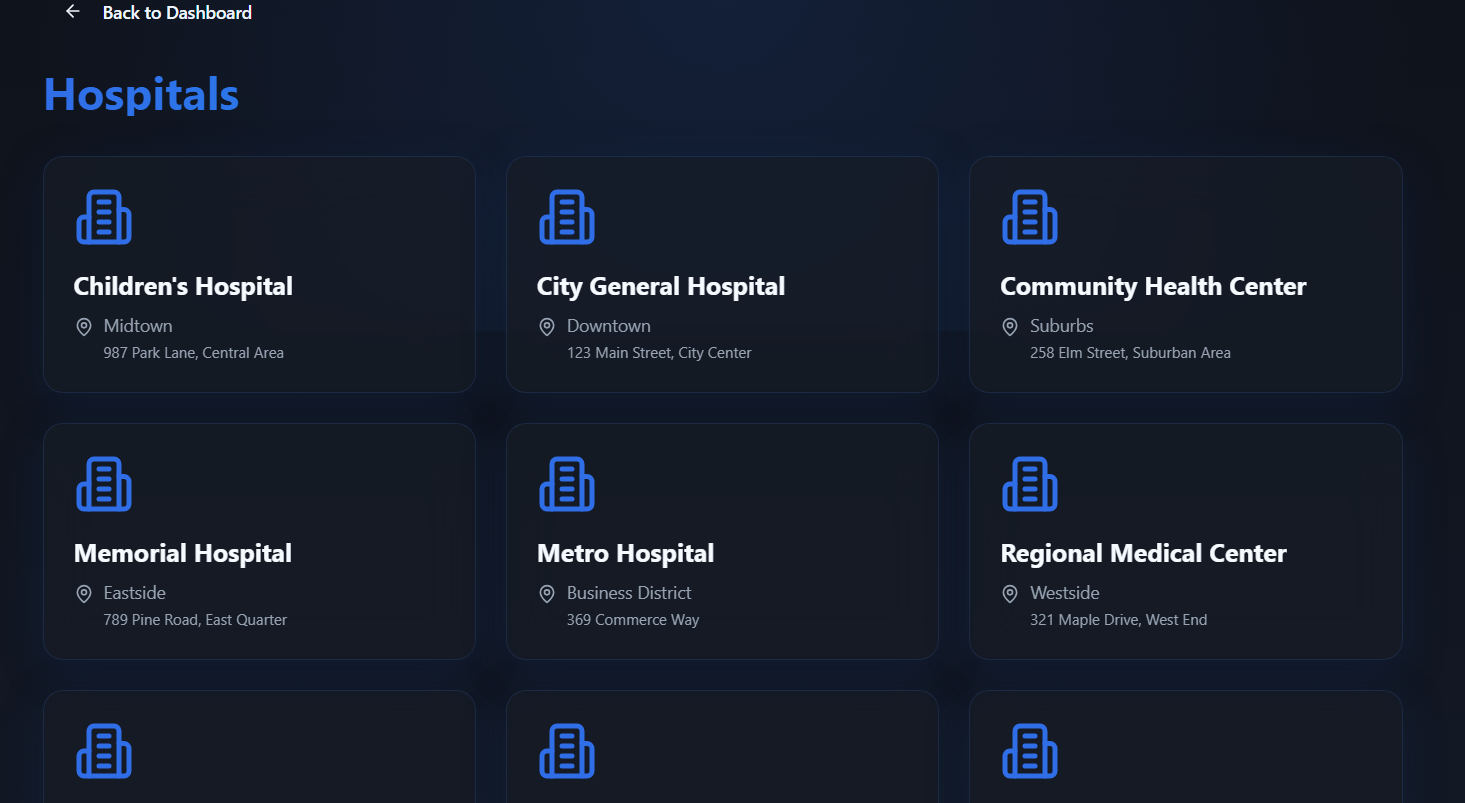 Back to Dashboard
Hospitals
Children's Hospital
Midtown
987 Park Lane, Central Area
City General Hospital
Downtown
123 Main Street, City Center
Community Health Center
Suburbs
258 Elm Street, Suburban Area
Memorial Hospital
Eastside
789 Pine Road, East Quarter
Metro Hospital
Business District
369 Commerce Way
Regional Medical Center
Westside
321 Maple Drive, West End